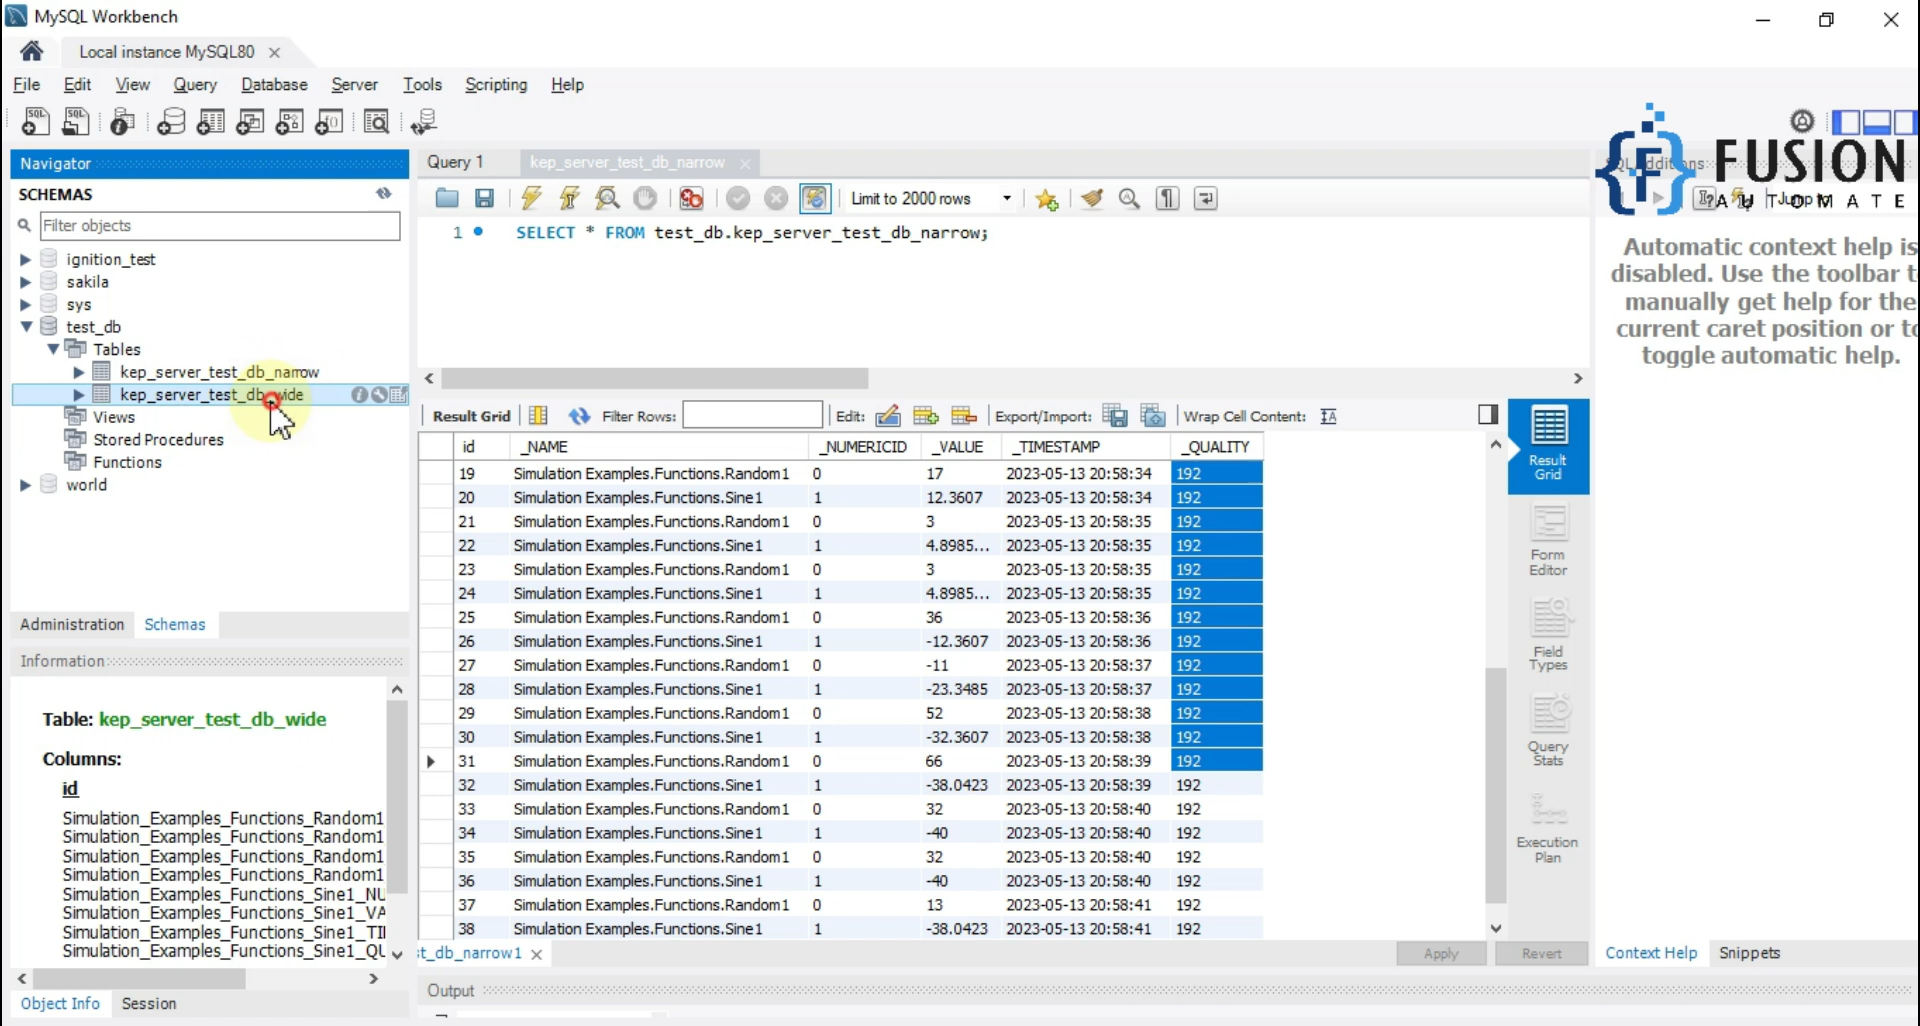 MySQL Workbench
Local instance MySQL80
File Edit View Query Database Server Tools Scripting Help
Navigator
SCHEMAS
Filter objects
ignition_test
sakila
sys
test_db
Tables
kep_server_test_db_narrow
kep_server_test_db_wide
Views
Stored Procedures
Functions
world
Administration Schemas
Information
Table: kep_server_test_db_wide
Columns:
id
Simulation_Examples_Functions_Random1
Simulation_Examples_Functions_Random1
Simulation_Examples_Functions_Random1
Simulation_Examples_Functions_Random1
Simulation_Examples_Functions_Sine1_NU
Simulation_Examples_Functions_Sine1_VA
Simulation_Examples_Functions_Sine1_TI
Simulation_Examples_Functions_Sine1_QU
Object Info Session
Query 1 kep_server_test_db_narrow
Limit to 2000 rows
1 SELECT * FROM test_db.kep_server_test_db_narrow;
Result Grid Filter Rows: Edit: Export/Import: Wrap Cell Content:
id _NAME _NUMERICID _VALUE _TIMESTAMP _QUALITY
19 Simulation Examples.Functions.Random1 0 17 2023-05-13 20:58:34 192
20 Simulation Examples.Functions.Sine1 1 12.3607 2023-05-13 20:58:34 192
21 Simulation Examples.Functions.Random1 0 3 2023-05-13 20:58:35 192
22 Simulation Examples.Functions.Sine1 1 4.8985... 2023-05-13 20:58:35 192
23 Simulation Examples.Functions.Random1 0 3 2023-05-13 20:58:35 192
24 Simulation Examples.Functions.Sine1 1 4.8985... 2023-05-13 20:58:35 192
25 Simulation Examples.Functions.Random1 0 36 2023-05-13 20:58:36 192
26 Simulation Examples.Functions.Sine1 1 -12.3607 2023-05-13 20:58:36 192
27 Simulation Examples.Functions.Random1 0 -11 2023-05-13 20:58:37 192
28 Simulation Examples.Functions.Sine1 1 -23.3485 2023-05-13 20:58:37 192
29 Simulation Examples.Functions.Random1 0 52 2023-05-13 20:58:38 192
30 Simulation Examples.Functions.Sine1 1 -32.3607 2023-05-13 20:58:38 192
31 Simulation Examples.Functions.Random1 0 66 2023-05-13 20:58:39 192
32 Simulation Examples.Functions.Sine1 1 -38.0423 2023-05-13 20:58:39 192
33 Simulation Examples.Functions.Random1 0 32 2023-05-13 20:58:40 192
34 Simulation Examples.Functions.Sine1 1 -40 2023-05-13 20:58:40 192
35 Simulation Examples.Functions.Random1 0 32 2023-05-13 20:58:40 192
36 Simulation Examples.Functions.Sine1 1 -40 2023-05-13 20:58:40 192
37 Simulation Examples.Functions.Random1 0 13 2023-05-13 20:58:41 192
38 Simulation Examples.Functions.Sine1 1 -38.0423 2023-05-13 20:58:41 192
st_db_narrow1
Apply Revert
Output
Result
Grid
Form
Editor
Field
Types
Query
Stats
Execution
Plan
FUSION
AUTOMATE
Automatic context help is
disabled. Use the toolbar t
manually get help for the
current caret position or to
toggle automatic help.
Context Help Snippets